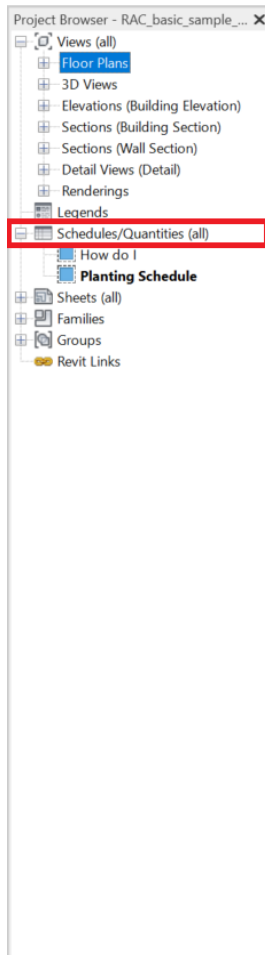 Project Browser - RAC_basic_sample_...
Views (all)
Floor Plans
3D Views
Elevations (Building Elevation)
Sections (Building Section)
Sections (Wall Section)
Detail Views (Detail)
Renderings
Legends
Schedules/Quantities (all)
How do I
Planting Schedule
Sheets (all)
Families
Groups
Revit Links